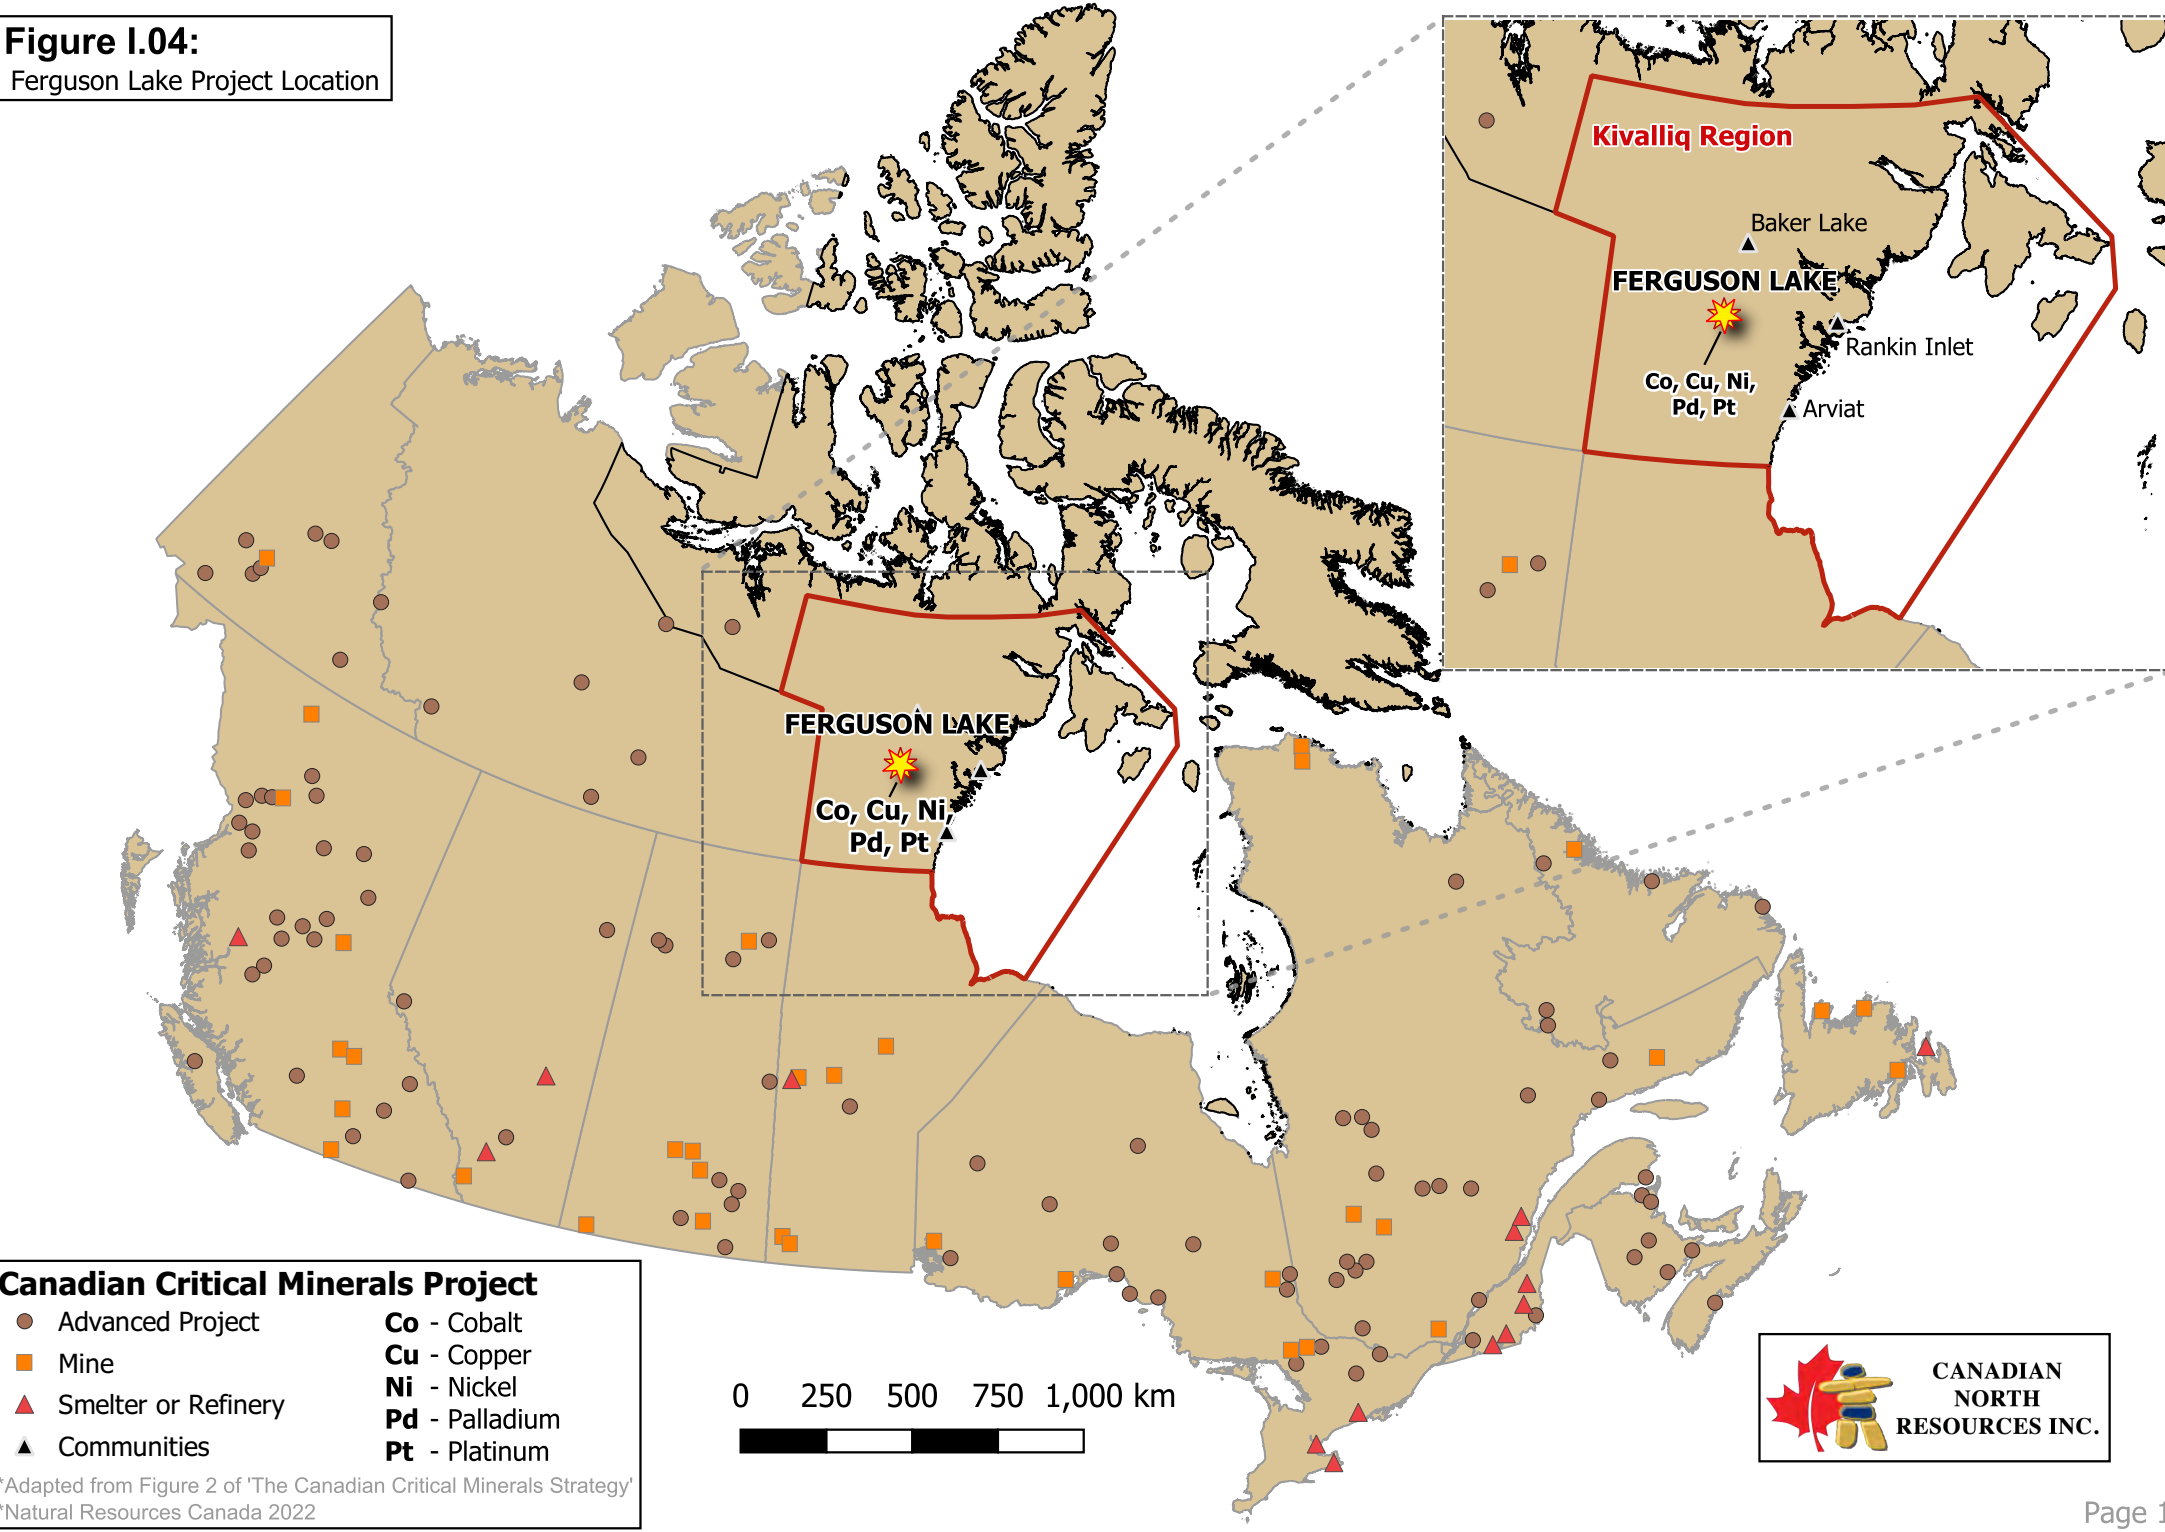 Figure I.04:
Ferguson Lake Project Location
Kivalliq Region
Baker Lake
FERGUSON LAKE
Rankin Inlet
Co, Cu, Ni,
Pd, Pt
Arviat
FERGUSON LAKE
Co, Cu, Ni,
Pd, Pt
Canadian Critical Minerals Project
Advanced Project
Mine
Smelter or Refinery
Communities
Co - Cobalt
Cu - Copper
Ni - Nickel
Pd - Palladium
Pt - Platinum
*Adapted from Figure 2 of 'The Canadian Critical Minerals Strategy'
*Natural Resources Canada 2022
0 250 500 750 1,000 km
CANADIAN
NORTH
RESOURCES INC.
Page 1